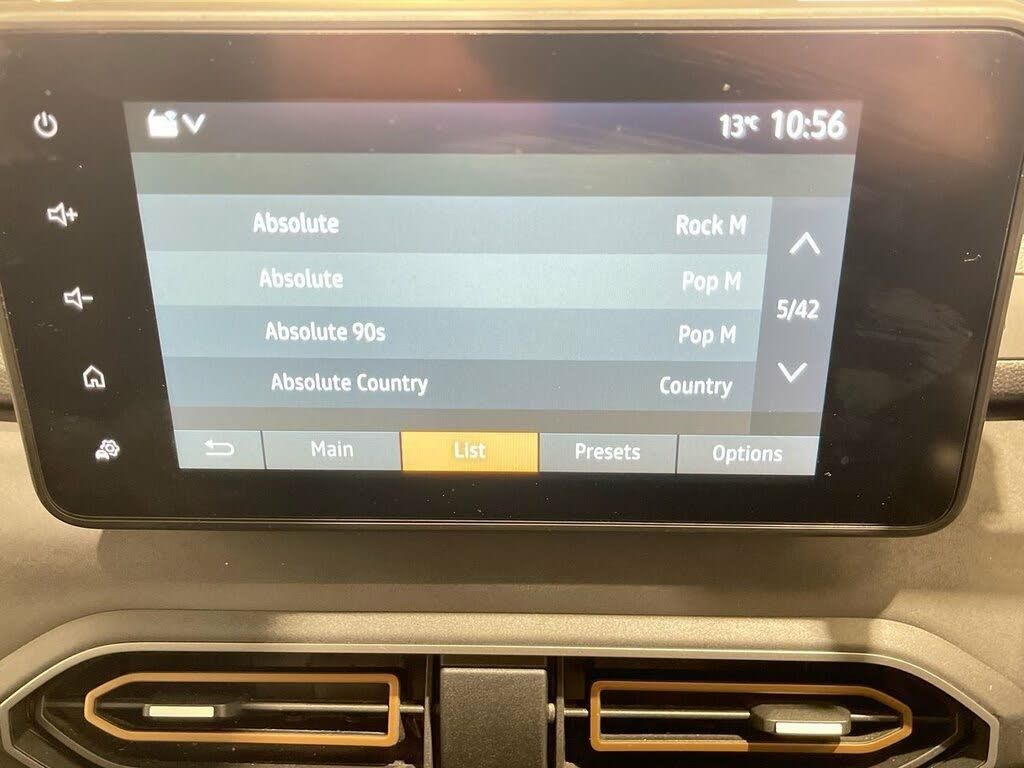 13°C 10:56
Absolute Rock M
Absolute Pop M
5/42
Absolute 90s Pop M
Absolute Country Country
Main List Presets Options